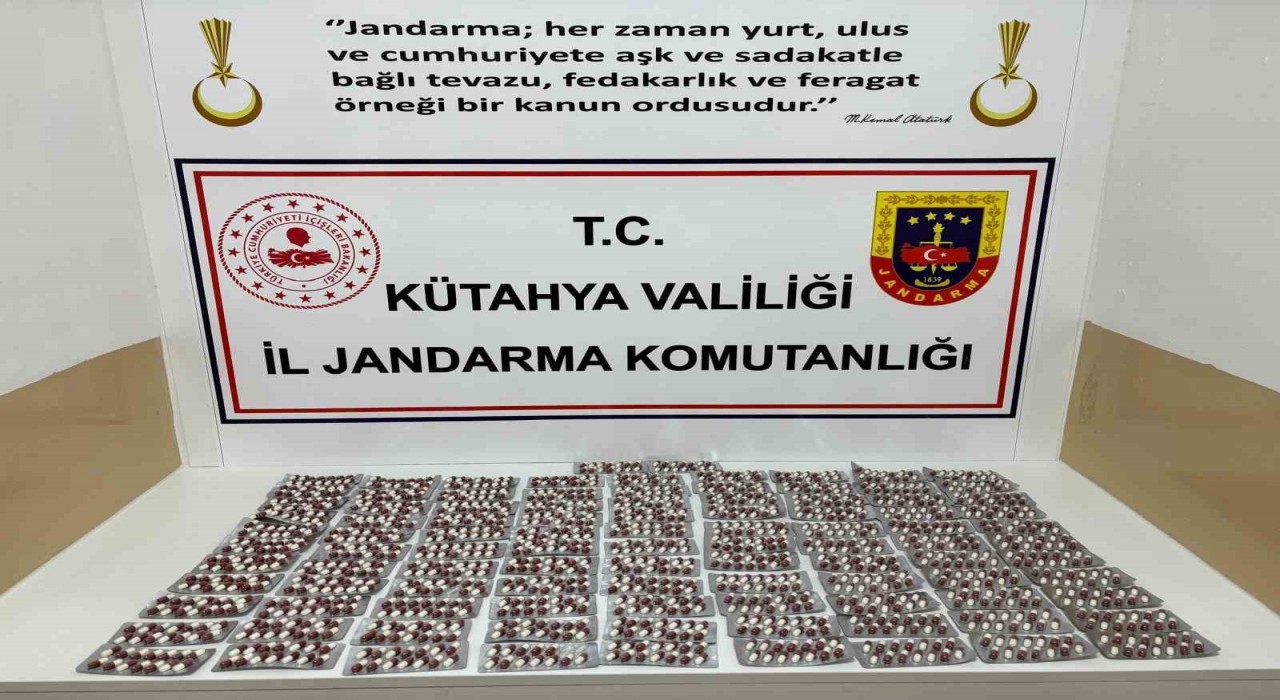 ‘‘Jandarma; her zaman yurt, ulus
ve cumhuriyete aşk ve sadakatle
bağlı tevazu, fedakarlık ve feragat
örneği bir kanun ordusudur.’’
M.Kemal Atatürk
TÜRKİYE CUMHURİYETİ İÇİŞLERİ BAKANLIĞI
T.C.
KÜTAHYA VALİLİĞİ
İL JANDARMA KOMUTANLIĞI
1839
JANDARMA